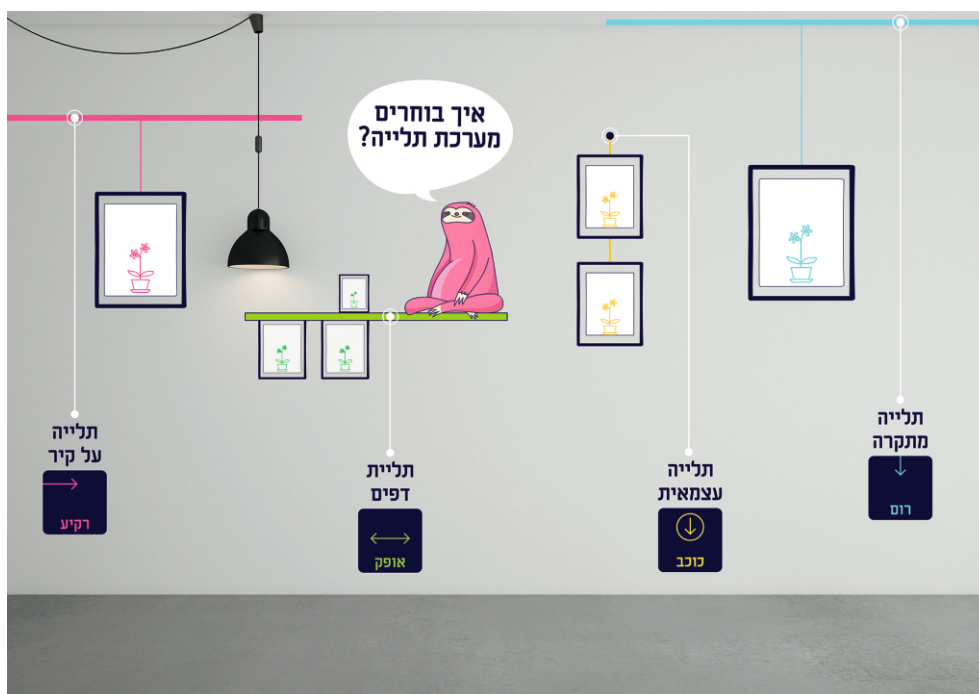 איך בוחרים
מערכת תלייה?
תלייה
מתקרה
רום
תלייה
עצמאית
כוכב
תליית
דפים
אופק
תלייה
על קיר
רקיע